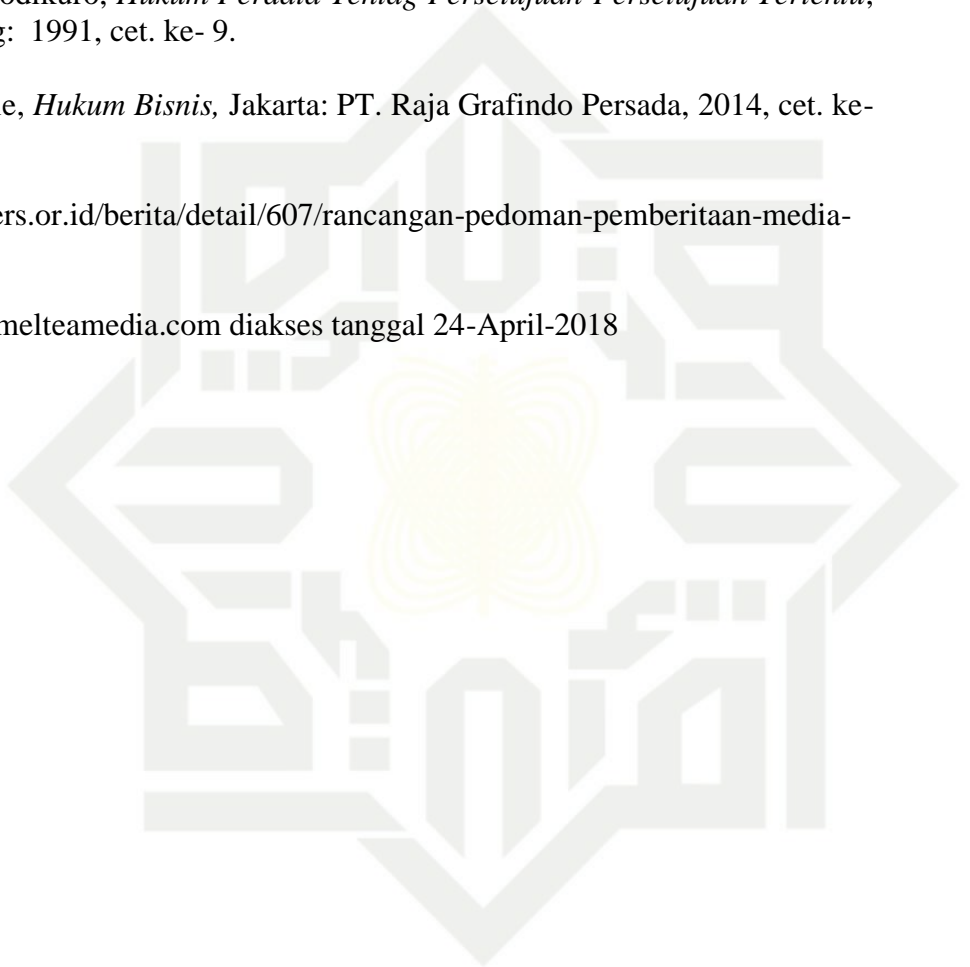 odikuro, Hukum Perdata Tentag Persetujuan-Persetujuan Tertentu,
g: 1991, cet. ke- 9.
e, Hukum Bisnis, Jakarta: PT. Raja Grafindo Persada, 2014, cet. ke-
ers.or.id/berita/detail/607/rancangan-pedoman-pemberitaan-media-
melteamedia.com diakses tanggal 24-April-2018